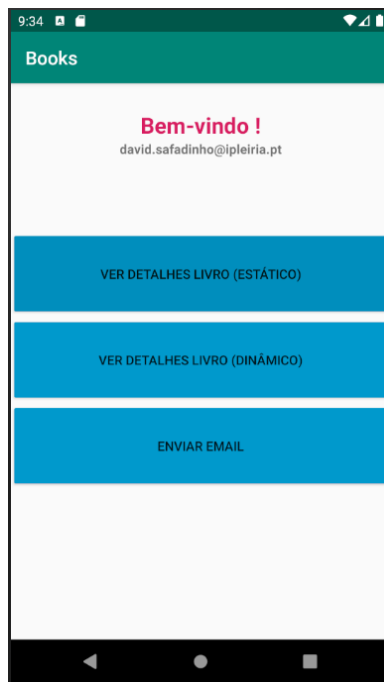 9:34
Books
Bem-vindo !
david.safadinho@ipleiria.pt
VER DETALHES LIVRO (ESTÁTICO)
VER DETALHES LIVRO (DINÂMICO)
ENVIAR EMAIL